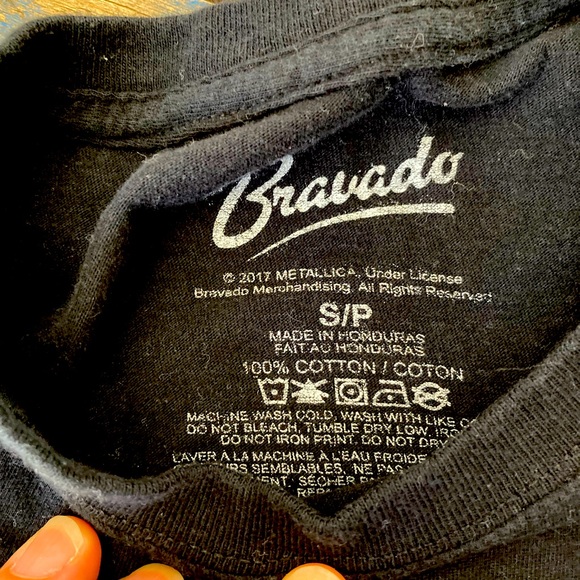 Bravado
© 2017 METALLICA, Under License
Bravado Merchandising, All Rights Reserved
S/P
MADE IN HONDURAS
FAIT AU HONDURAS
100% COTTON / COTON
MACHINE WASH COLD, WASH WITH LIKE
DO NOT BLEACH, TUMBLE DRY LOW,
DO NOT IRON PRINT. DO NOT DRY
LAVER A LA MACHINE À L'EAU FROIDE
SEMBLABLES, NE PAS
SÉCHER